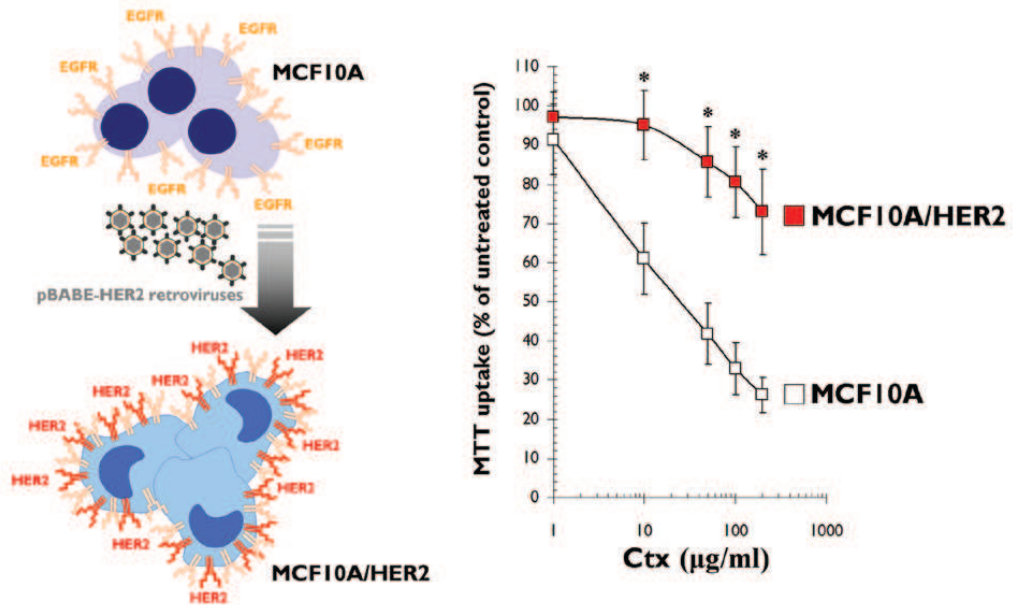 EGFR
EGFR
EGFR
EGFR
MCF10A
EGFR
EGFR
EGFR
EGFR
EGFR
pBABE-HER2 retroviruses
HER2
HER2
HER2
HER2
HER2
HER2
HER2
HER2
HER2
HER2
HER2
HER2
HER2
MCF10A/HER2
HER2
MTT uptake (% of untreated control)
110
100
90
80
70
60
50
40
30
20
10
0
* * * * *
1 10 100 1000
Ctx (µg/ml)
MCF10A/HER2
MCF10A